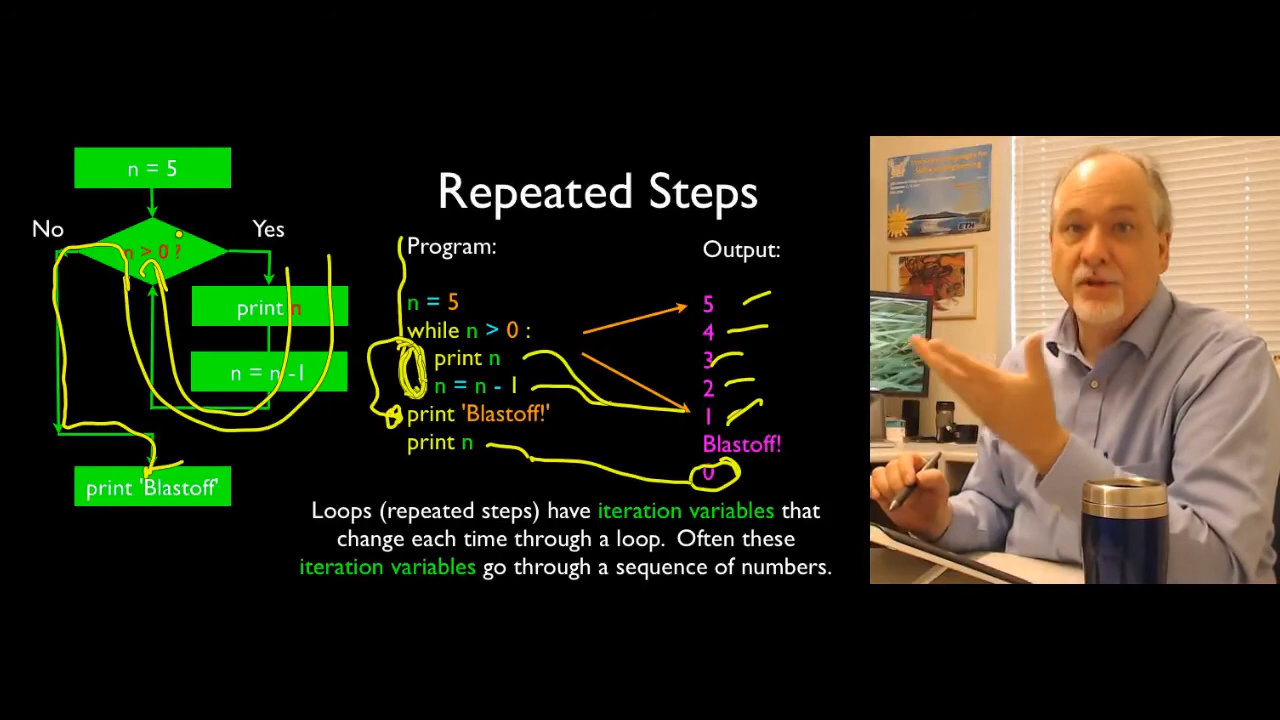 n = 5
No
Yes
n > 0 ?
print n
n = n -1
print 'Blastoff'
Repeated Steps
Program:
n = 5
while n > 0 :
print n
n = n - 1
print 'Blastoff!'
print n
Output:
5
4
3
2
1
Blastoff!
0
Loops (repeated steps) have iteration variables that
change each time through a loop. Often these
iteration variables go through a sequence of numbers.
ETH